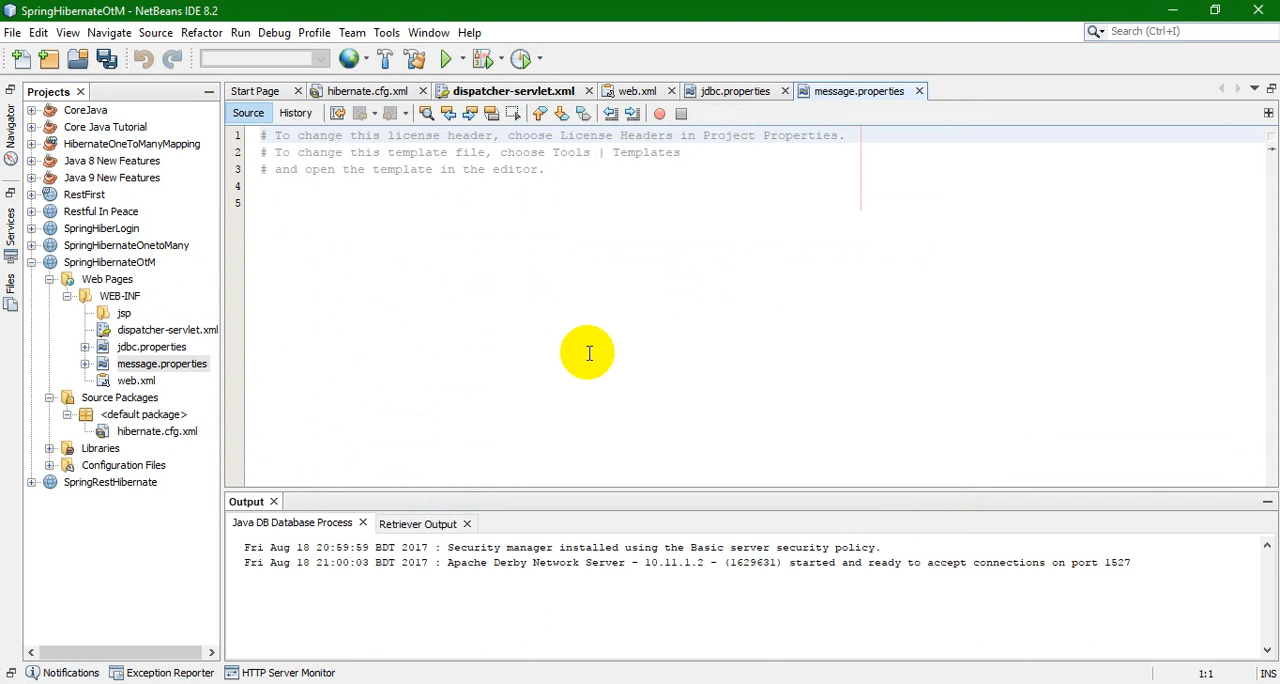 SpringHibernateOtM - NetBeans IDE 8.2
File Edit View Navigate Source Refactor Run Debug Profile Team Tools Window Help
Search (Ctrl+I)
Projects
Start Page
hibernate.cfg.xml
dispatcher-servlet.xml
web.xml
jdbc.properties
message.properties
Navigator
Services
Files
CoreJava
Core Java Tutorial
HibernateOneToManyMapping
Java 8 New Features
Java 9 New Features
RestFirst
Restful In Peace
SpringHiberLogin
SpringHibernateOnetoMany
SpringHibernateOtM
Web Pages
WEB-INF
jsp
dispatcher-servlet.xml
jdbc.properties
message.properties
web.xml
Source Packages
<default package>
hibernate.cfg.xml
Libraries
Configuration Files
SpringRestHibernate
Source History
1 # To change this license header, choose License Headers in Project Properties.
2 # To change this template file, choose Tools | Templates
3 # and open the template in the editor.
4
5
Output
Java DB Database Process
Retriever Output
Fri Aug 18 20:59:59 BDT 2017 : Security manager installed using the Basic server security policy.
Fri Aug 18 21:00:03 BDT 2017 : Apache Derby Network Server - 10.11.1.2 - (1629631) started and ready to accept connections on port 1527
Notifications
Exception Reporter
HTTP Server Monitor
1:1
INS